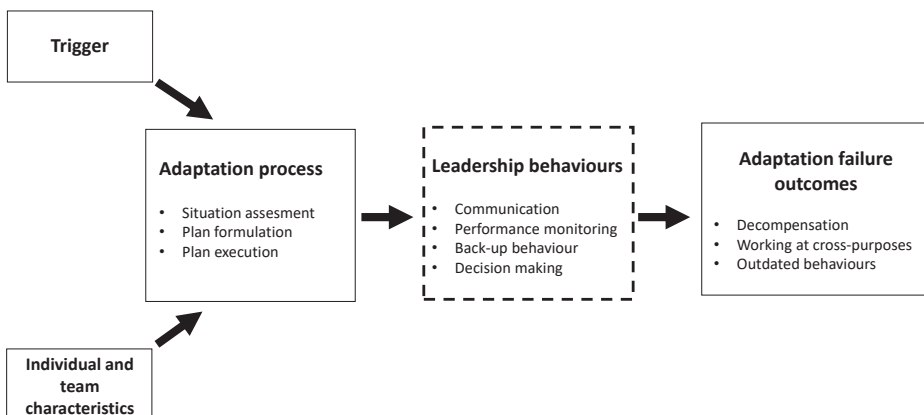 Trigger
Adaptation process
• Situation assesment
• Plan formulation
• Plan execution
Leadership behaviours
• Communication
• Performance monitoring
• Back-up behaviour
• Decision making
Adaptation failure
outcomes
• Decompensation
• Working at cross-purposes
• Outdated behaviours
Individual and
team
characteristics